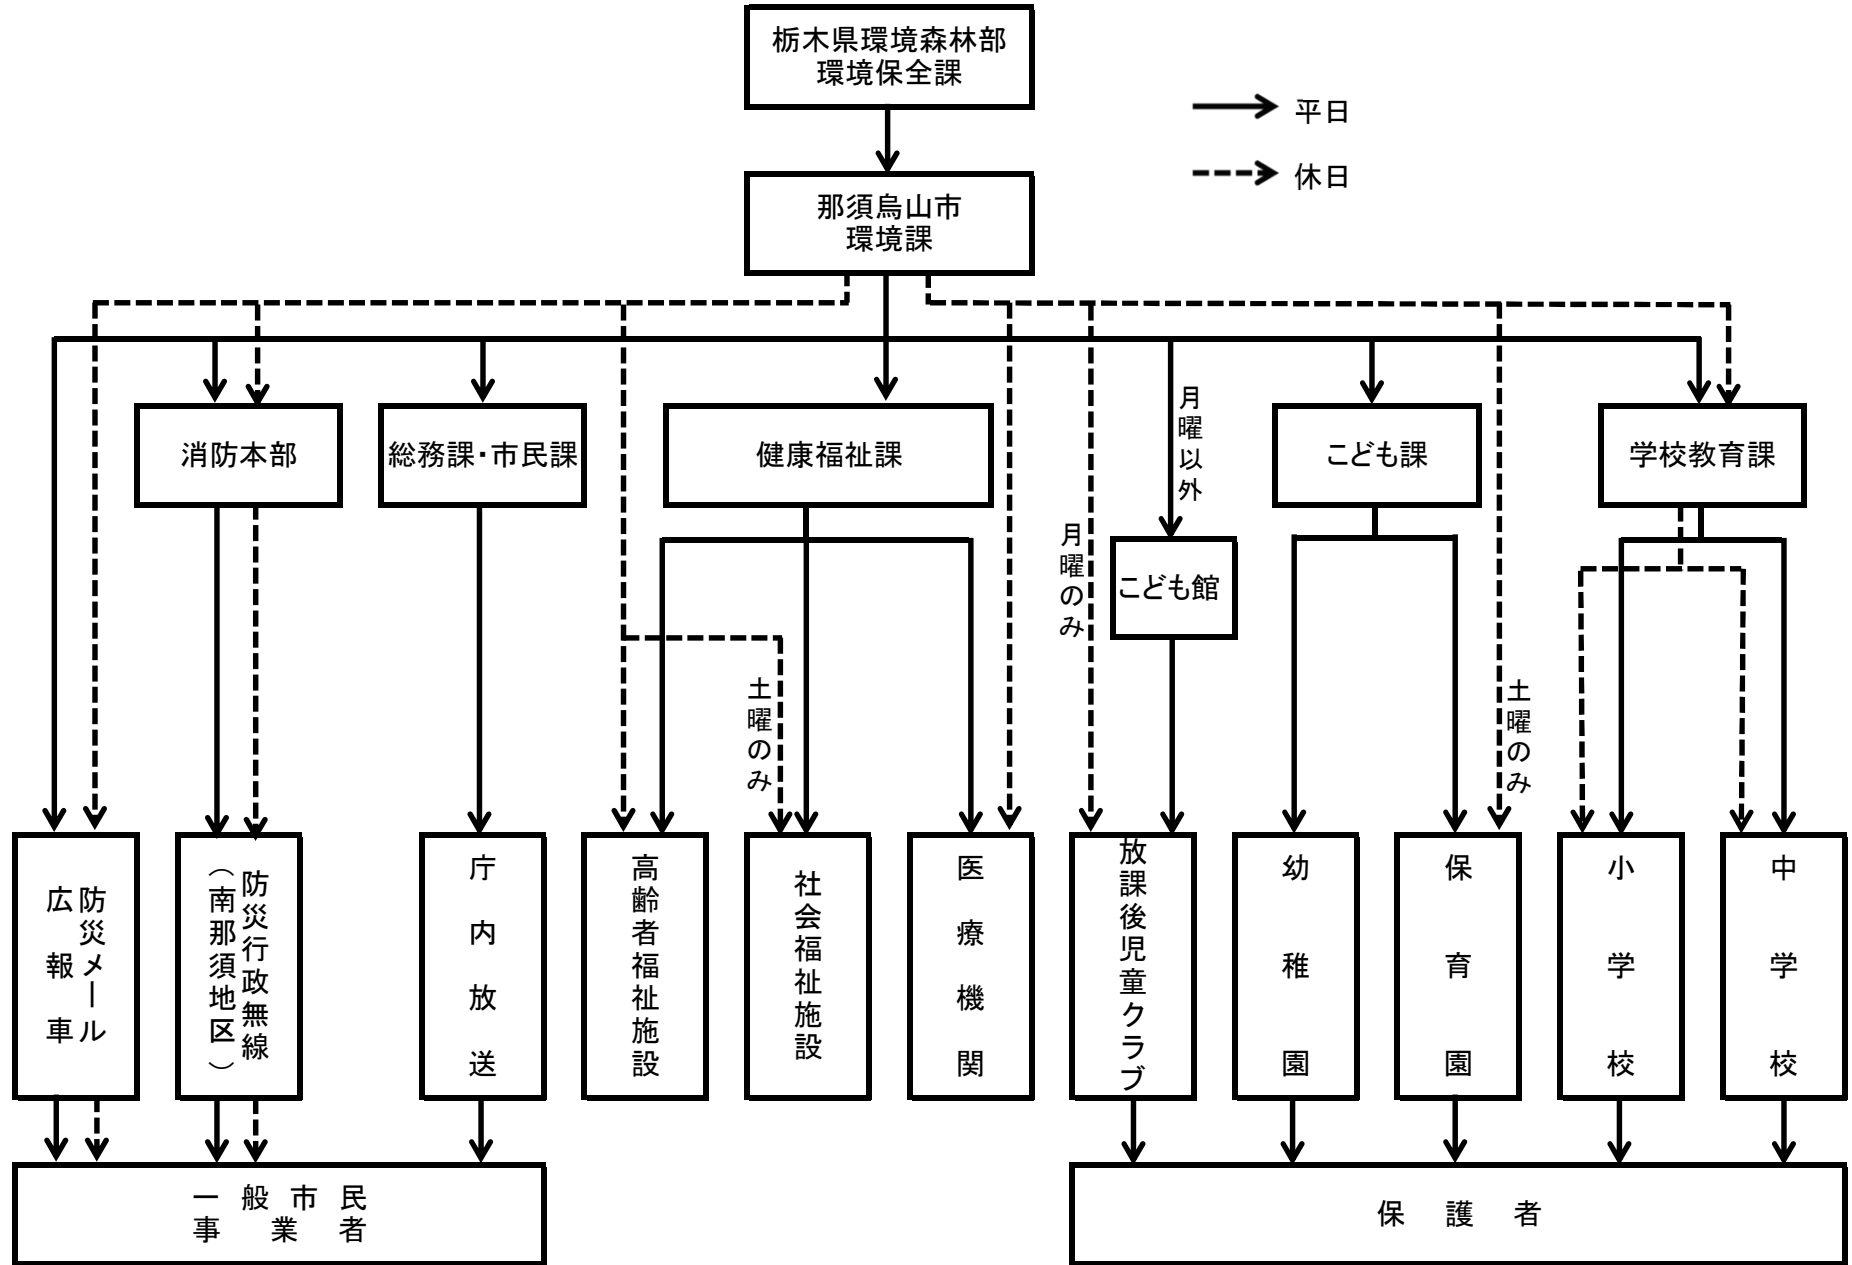 栃木県環境森林部
環境保全課
平日
休日
那須烏山市
環境課
消防本部
総務課・市民課
健康福祉課
月曜以外
こども課
学校教育課
月曜のみ
こども館
土曜のみ
土曜のみ
防災メール
広報車
防災行政無線
（南那須地区）
庁内放送
高齢者福祉施設
社会福祉施設
医療機関
放課後児童クラブ
幼稚園
保育園
小学校
中学校
一般市民
事業者
保護者